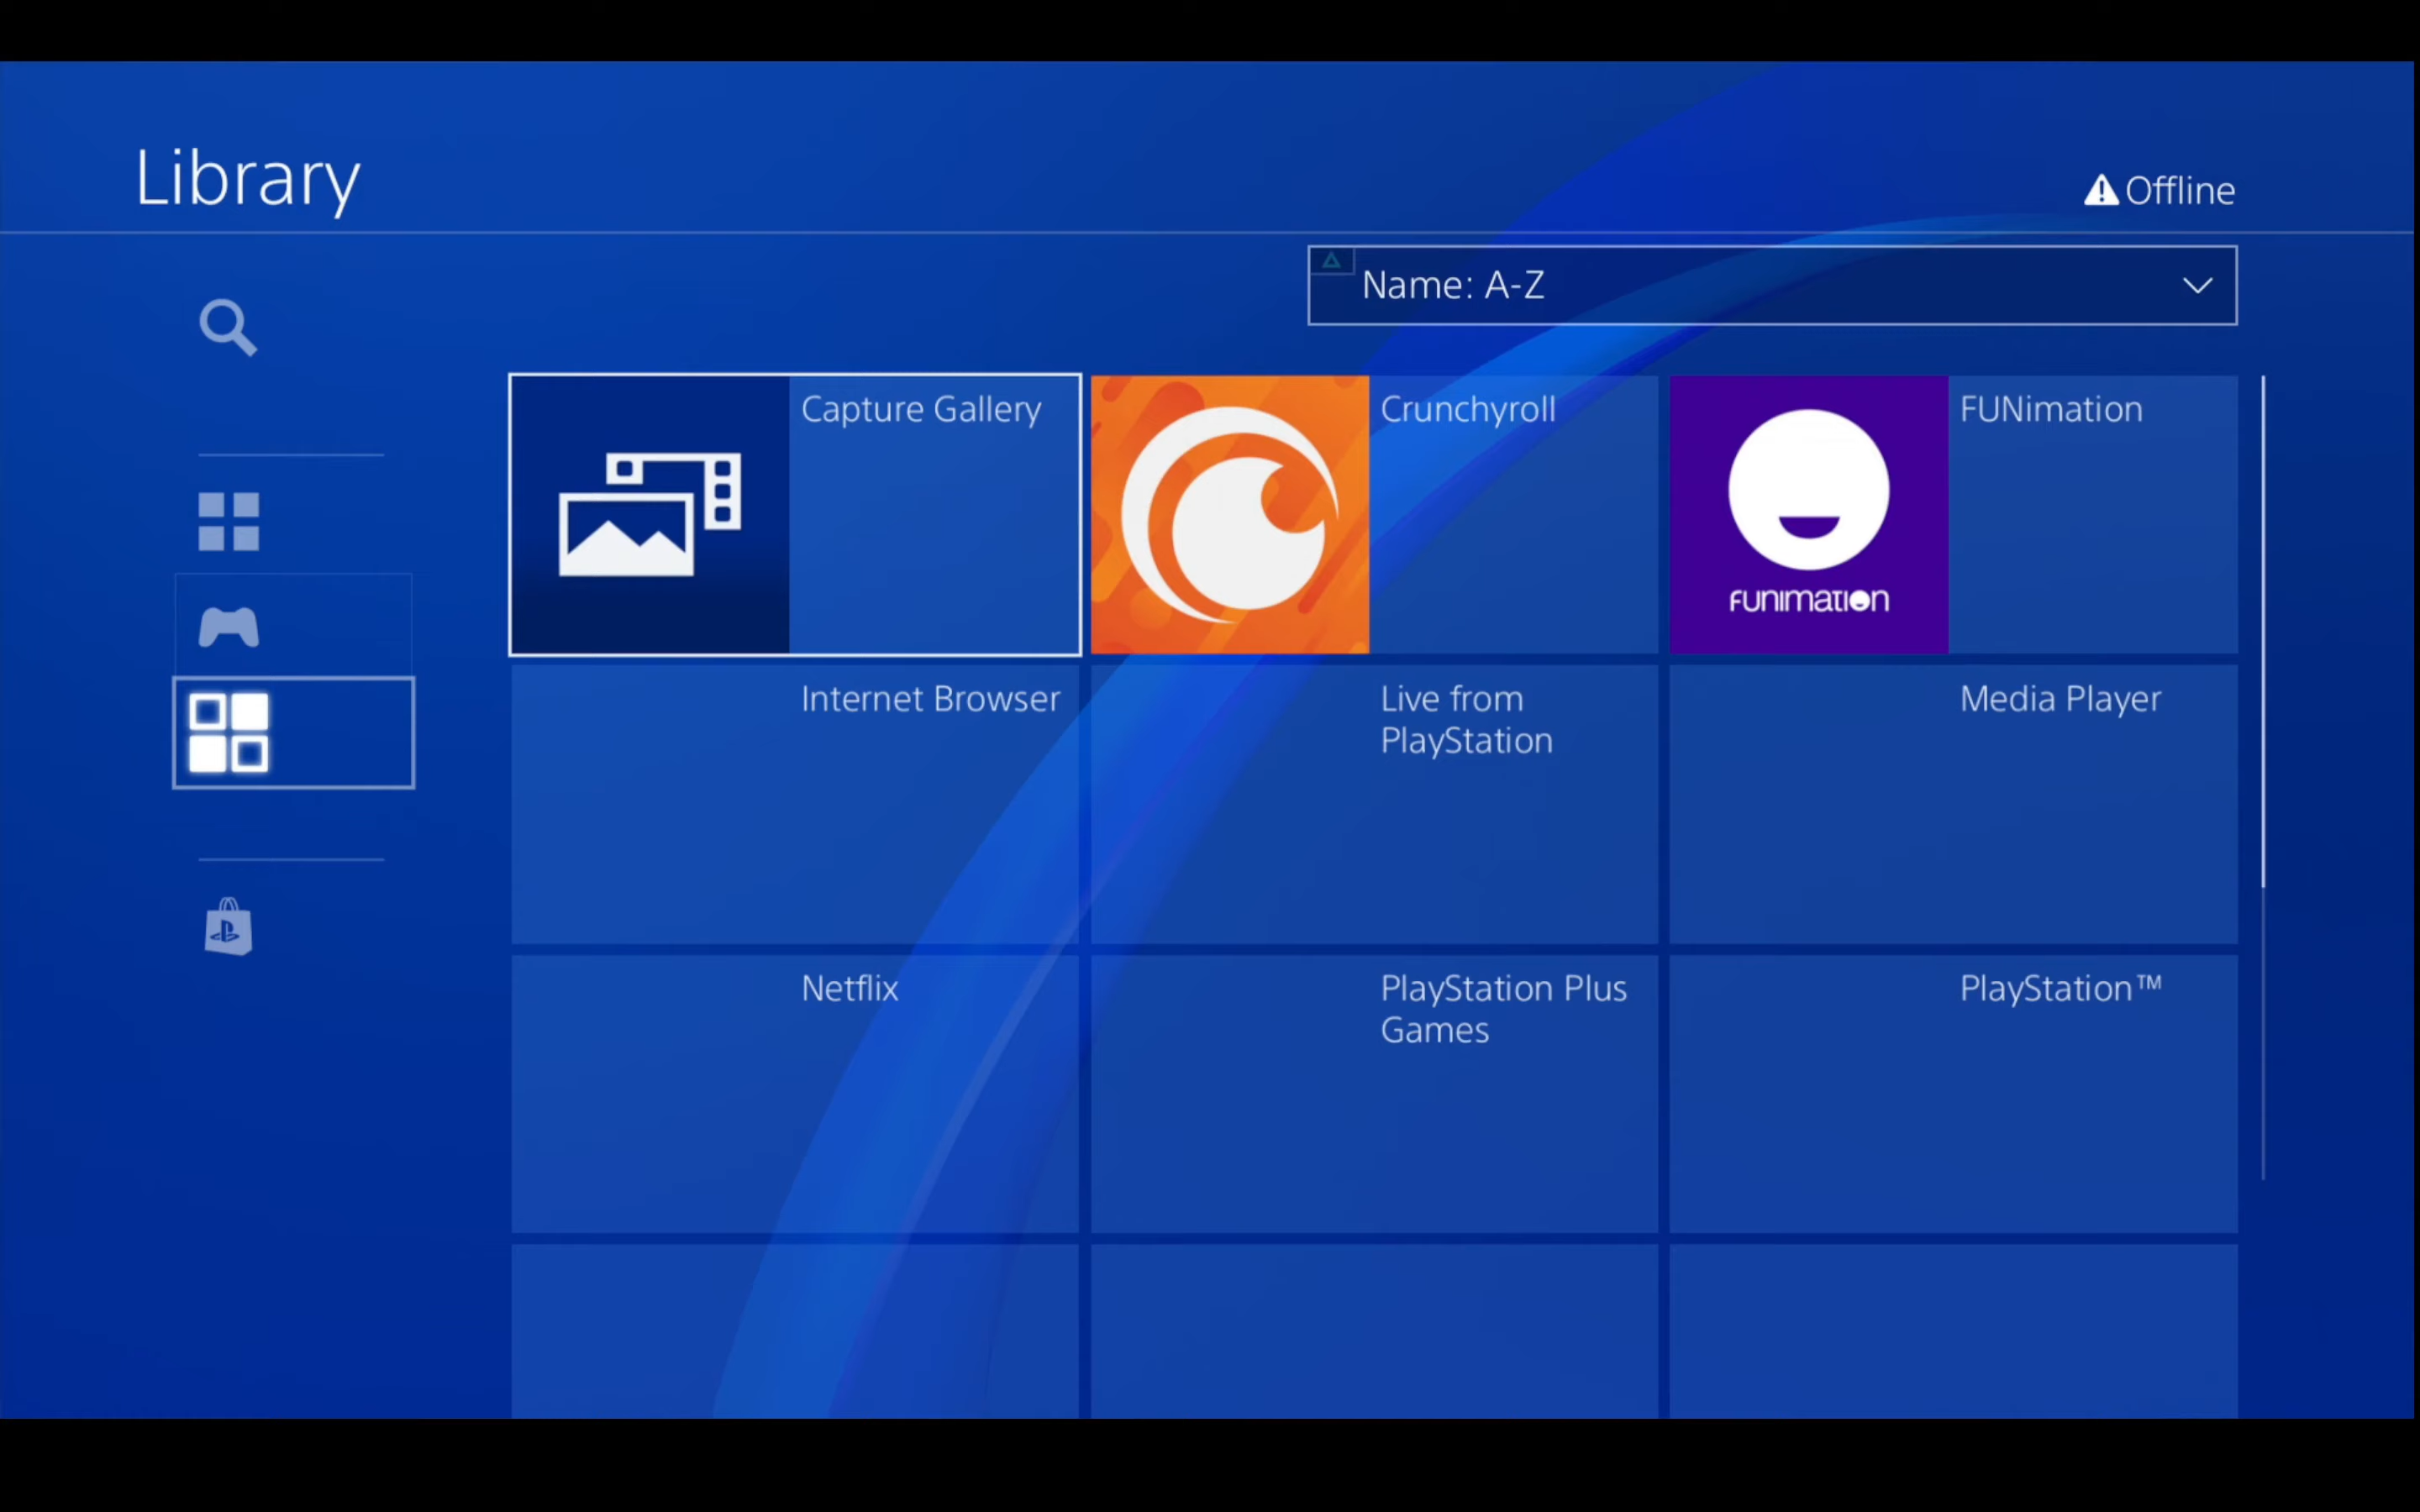 Library
Offline
Name: A-Z
Capture Gallery
Crunchyroll
FUNimation
FUNIMATION
Internet Browser
Live from
PlayStation
Media Player
Netflix
PlayStation Plus
Games
PlayStation™